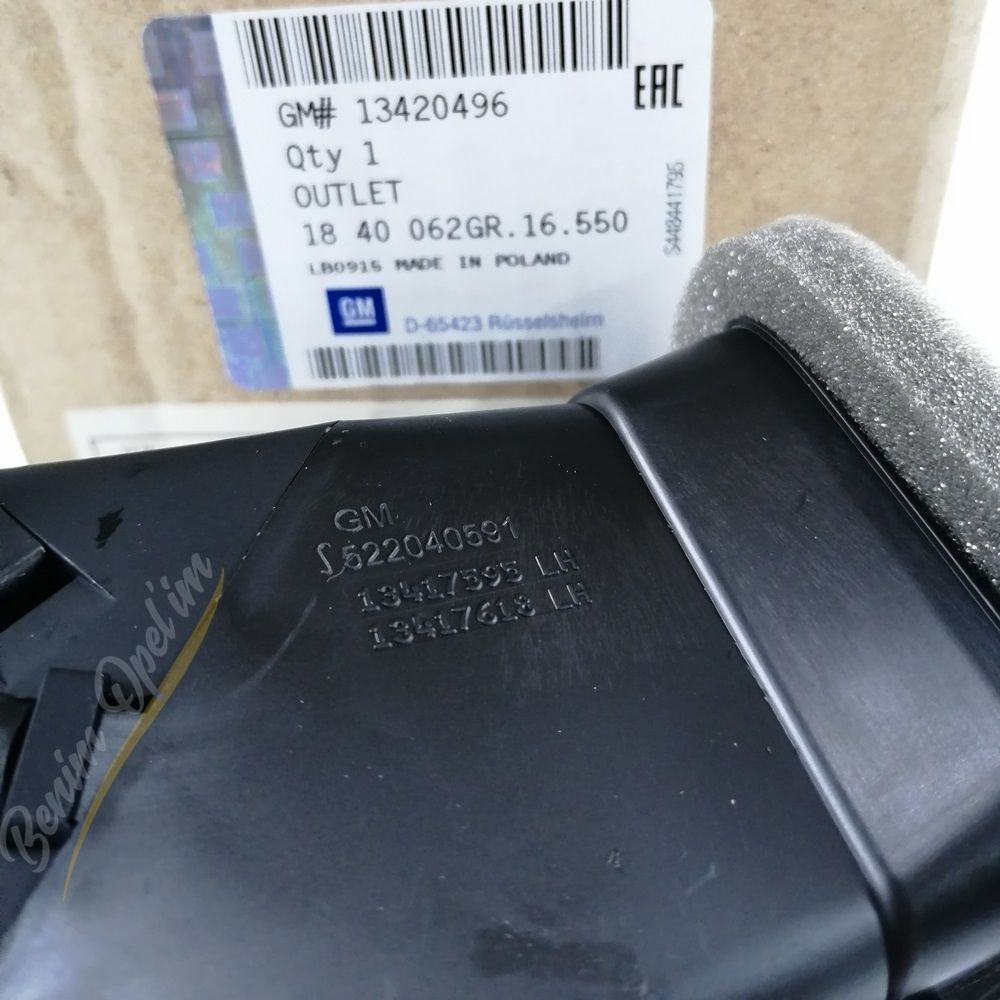 GM# 13420496
EAC
Qty 1
OUTLET
18 40 062GR.16.550
LB0915 MADE IN POLAND
GM
D-65423 Rüsselsheim
S448441795
GM
522040591
13417595 LH
13417618 LH
Benim Opel'im